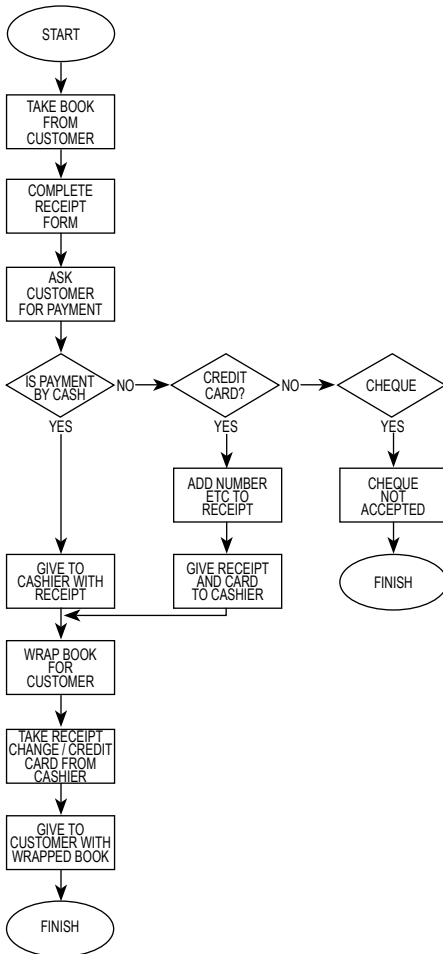 START
TAKE BOOK
FROM
CUSTOMER
COMPLETE
RECEIPT
FORM
ASK
CUSTOMER
FOR PAYMENT
IS PAYMENT
BY CASH
NO
CREDIT
CARD?
NO
CHEQUE
YES
YES
YES
ADD NUMBER
ETC TO
RECEIPT
CHEQUE
NOT
ACCEPTED
GIVE TO
CASHIER WITH
RECEIPT
GIVE RECEIPT
AND CARD
TO CASHIER
FINISH
WRAP BOOK
FOR
CUSTOMER
TAKE RECEIPT
CHANGE / CREDIT
CARD FROM
CASHIER
GIVE TO
CUSTOMER WITH
WRAPPED BOOK
FINISH